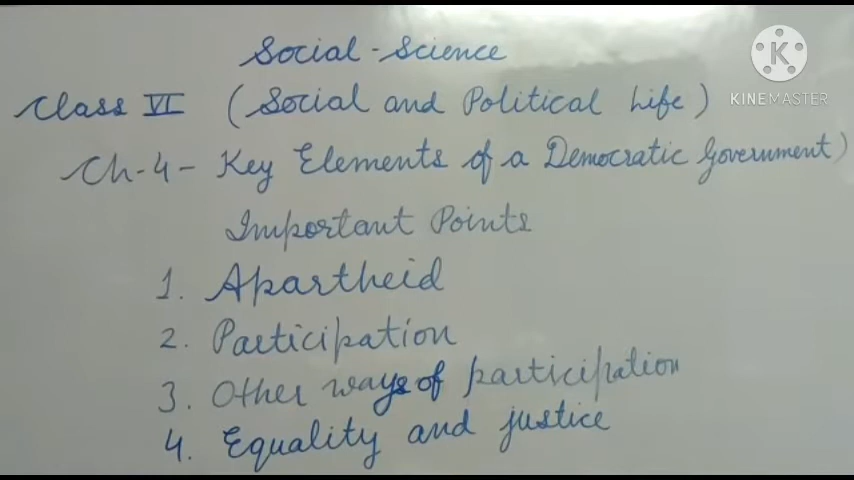 Social-Science
KINEMASTER
Class VI (Social and Political Life)
Ch-4- Key Elements of a Democratic Government)
Important Points
1. Apartheid
2. Participation
3. Other ways of participation
4. Equality and justice